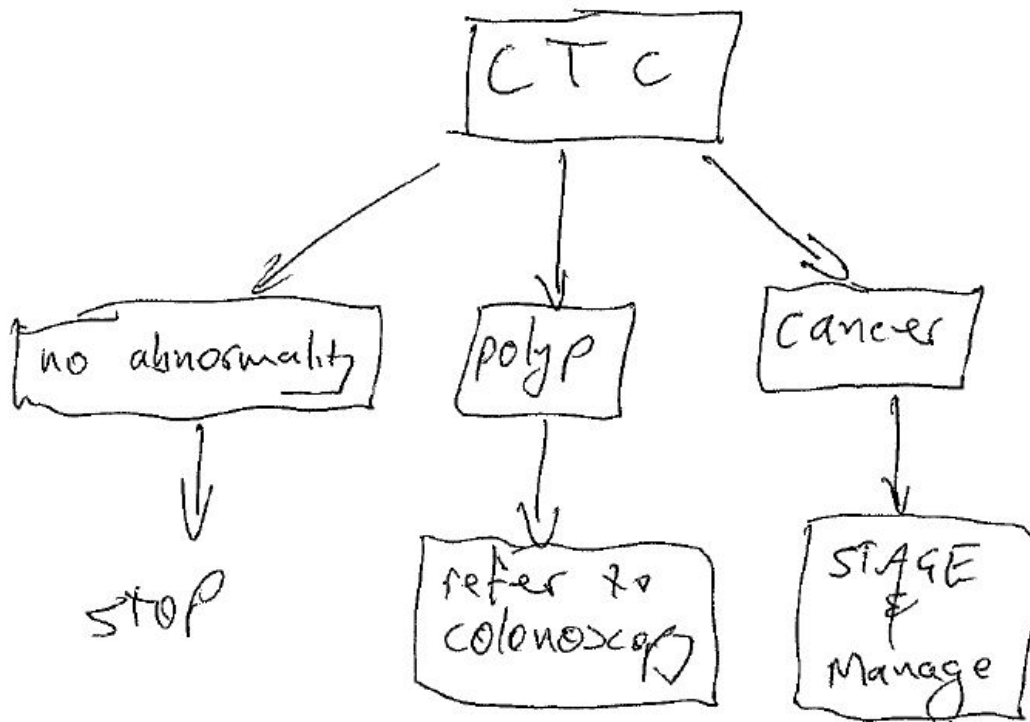 CTC
no abnormality
polyp
cancer
STOP
refer to
colonoscopy
STAGE
&
Manage